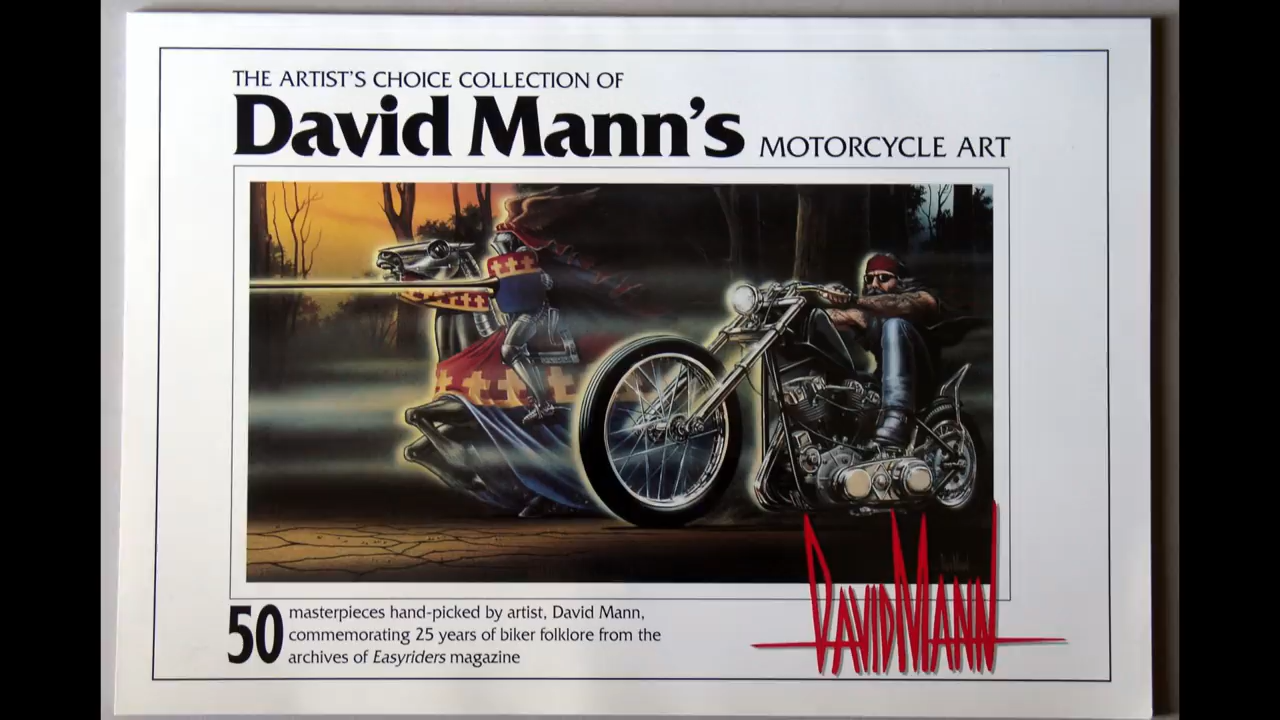 THE ARTIST'S CHOICE COLLECTION OF
David Mann's MOTORCYCLE ART
50 masterpieces hand-picked by artist, David Mann,
commemorating 25 years of biker folklore from the
archives of Easyriders magazine
DAVID MANN